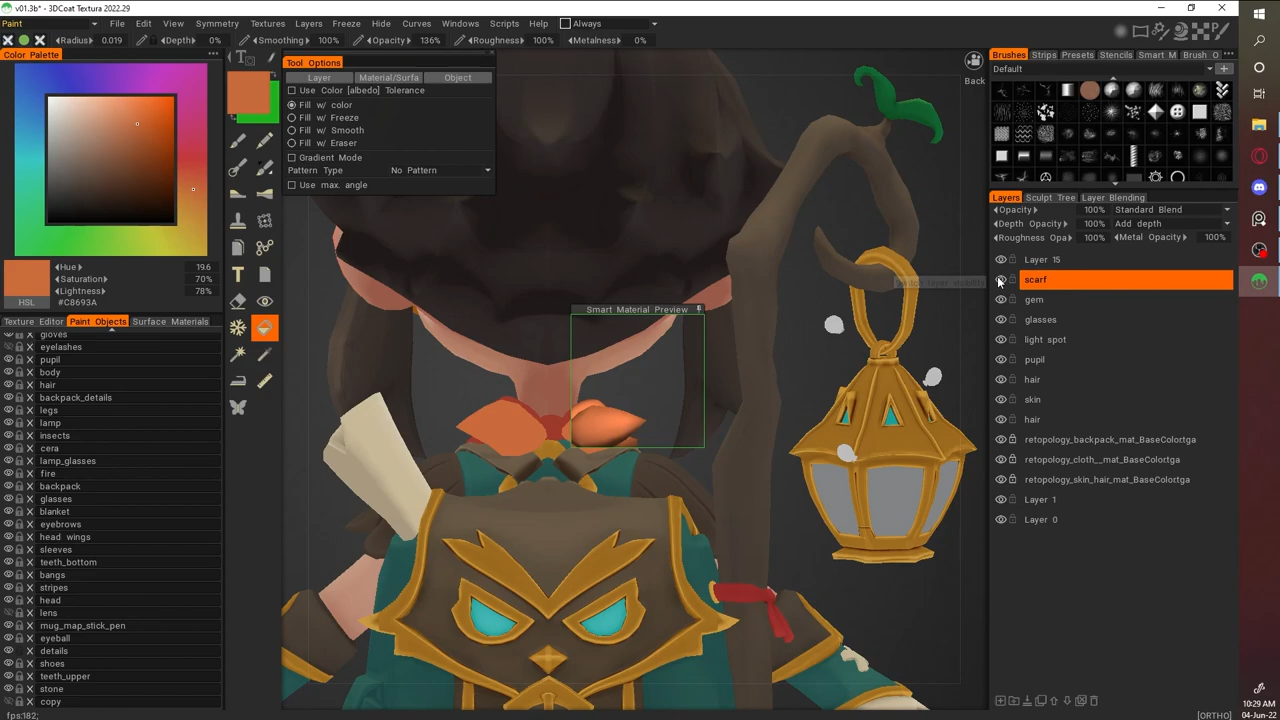 v01.3b* - 3DCoat Textura 2022.29
Paint File Edit View Symmetry Textures Layers Freeze Hide Curves Windows Scripts Help Always
Radius 0.019 Depth 0% Smoothing 100% Opacity 136% Roughness 100% Metalness 0%
Color Palette
Hue 19.6
Saturation 70%
Lightness 78%
HSL #C8693A
Texture Editor Paint Objects Surface Materials
gloves
eyelashes
pupil
body
hair
backpack_details
legs
lamp
insects
cera
lamp_glasses
fire
backpack
glasses
blanket
eyebrows
head wings
sleeves
teeth_bottom
bangs
stripes
head
lens
mug_map_stick_pen
eyeball
details
shoes
teeth_upper
stone
copy
fps:182;
Tool Options
Layer Material/Surfa Object
Use Color [albedo] Tolerance
Fill w/ color
Fill w/ Freeze
Fill w/ Smooth
Fill w/ Eraser
Gradient Mode
Pattern Type No Pattern
Use max. angle
Smart Material Preview
Back
Brushes Strips Presets Stencils Smart M Brush O
Default
Layers Sculpt Tree Layer Blending
Opacity 100% Standard Blend
Depth Opacity 100% Add depth
Roughness Opa 100% Metal Opacity 100%
Layer 15
scarf
gem
glasses
light spot
pupil
hair
skin
hair
retopology_backpack_mat_BaseColor.tga
retopology_cloth__mat_BaseColor.tga
retopology_skin_hair_mat_BaseColor.tga
Layer 1
Layer 0
[ORTHO]
10:29 AM
04-Jun-22